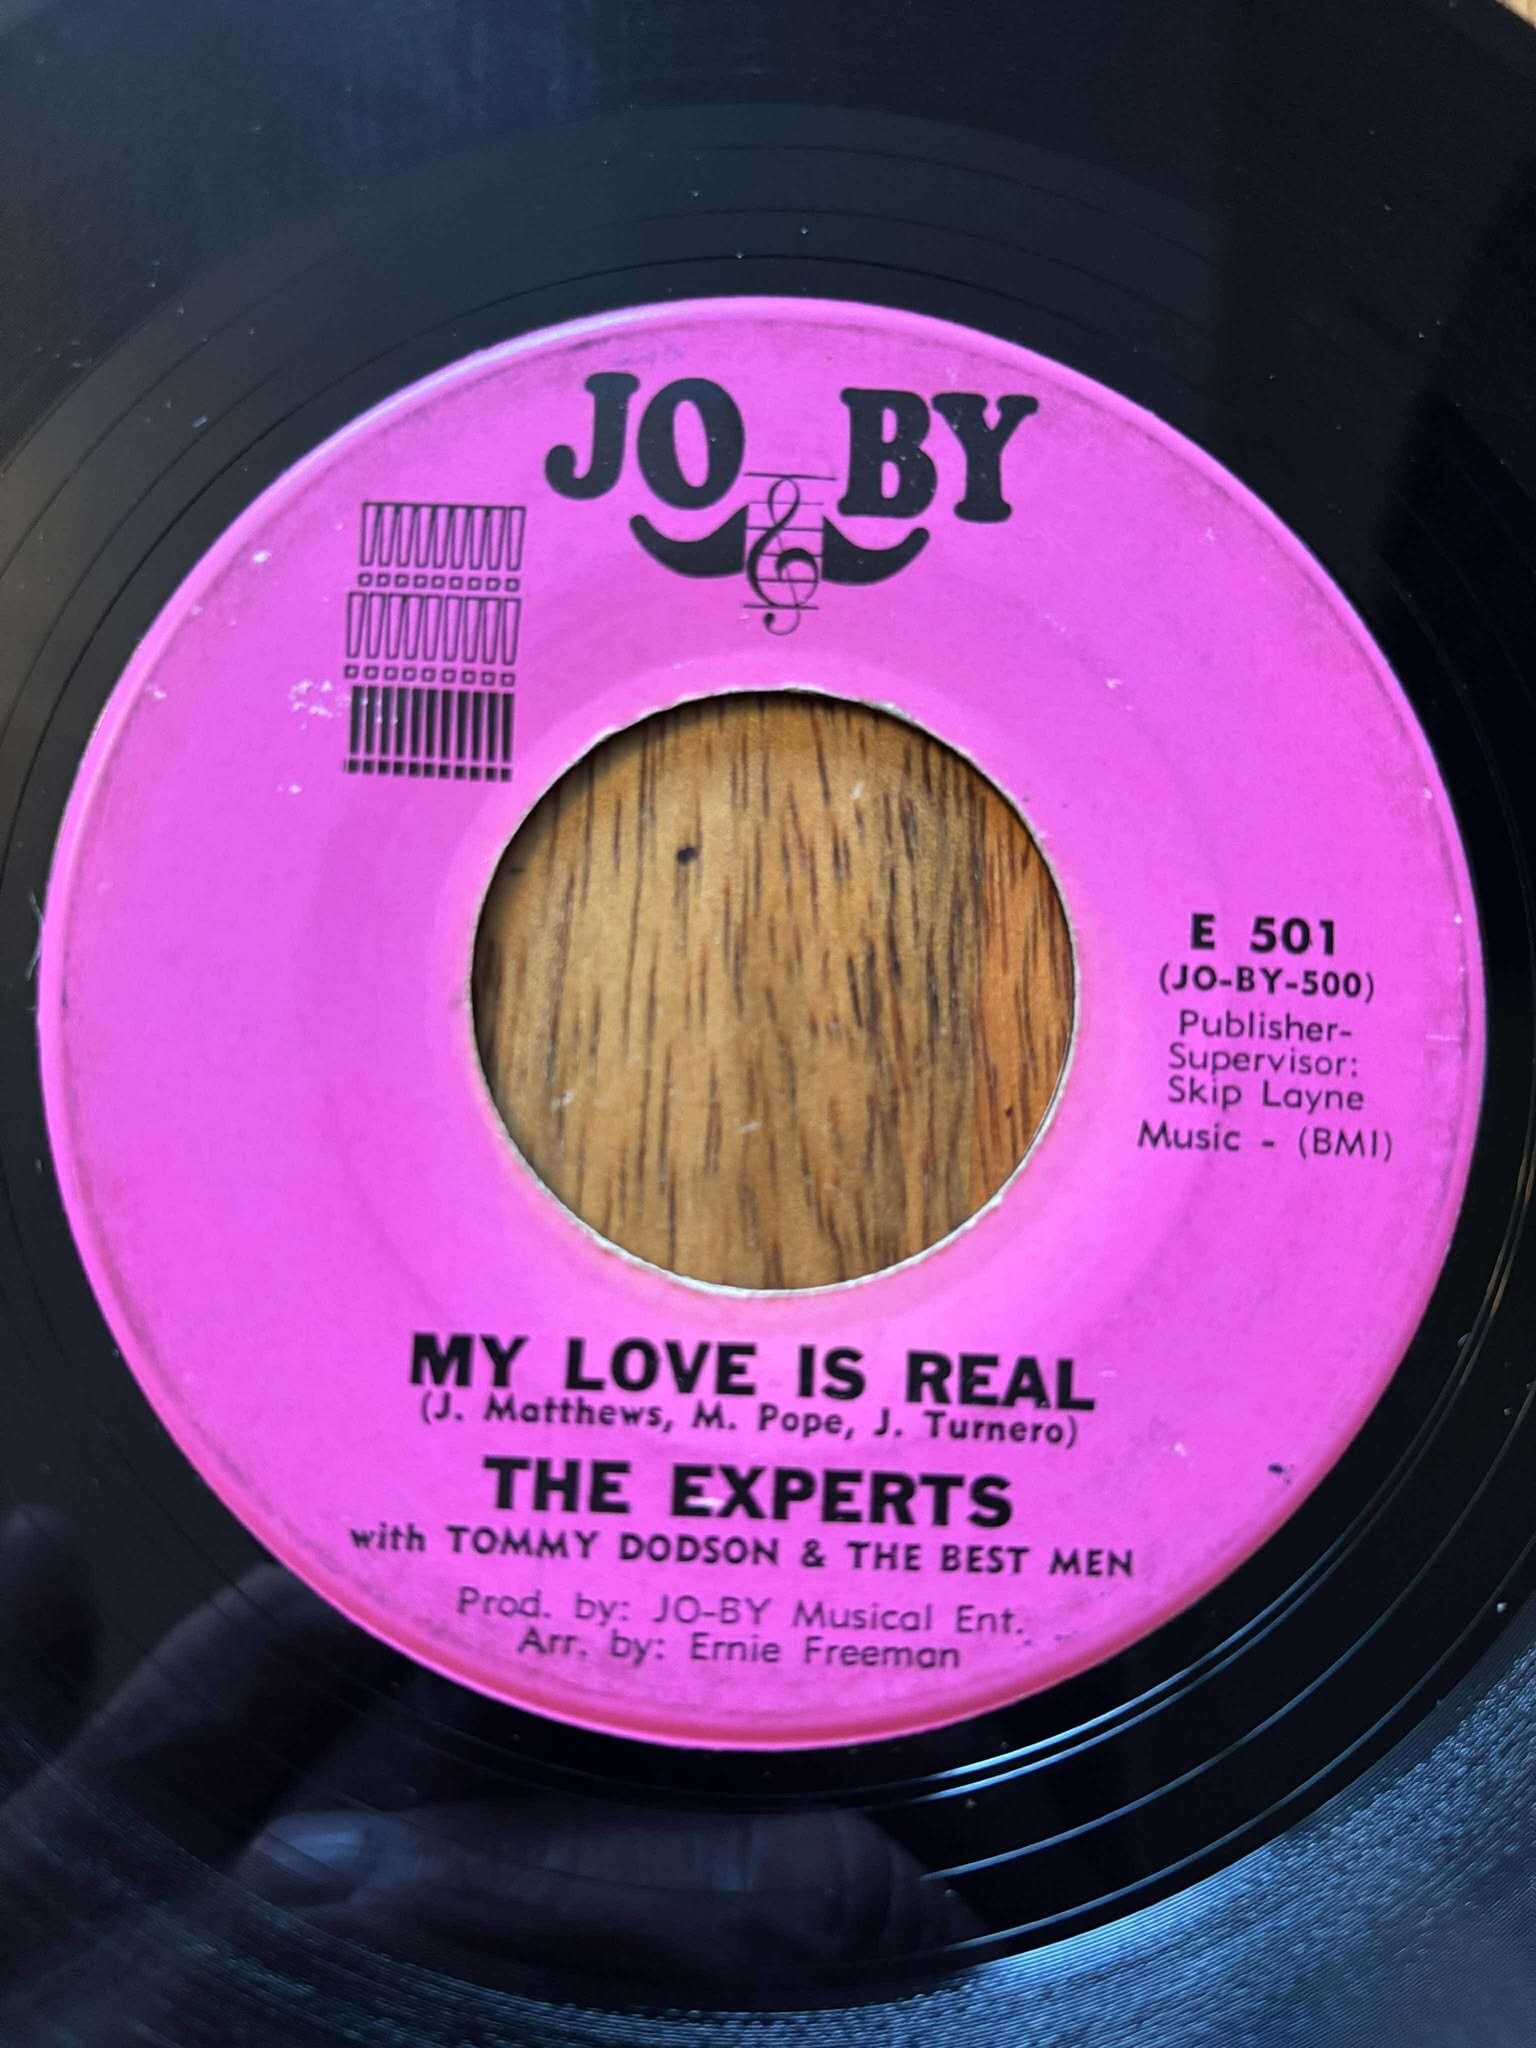 JO BY
E 501
(JO-BY-500)
Publisher-
Supervisor:
Skip Layne
Music - (BMI)
MY LOVE IS REAL
(J. Matthews, M. Pope, J. Turnero)
THE EXPERTS
with TOMMY DODSON & THE BEST MEN
Prod. by: JO-BY Musical Ent.
Arr. by: Ernie Freeman